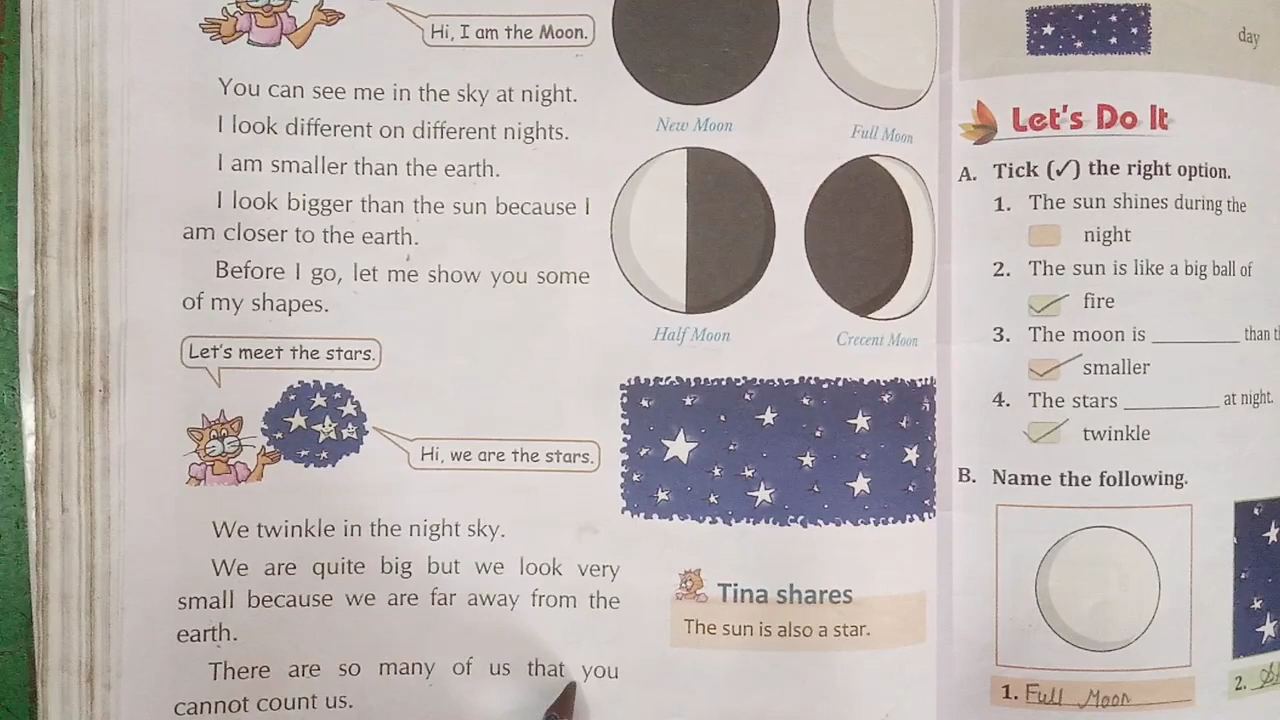 Hi, I am the Moon.
You can see me in the sky at night.
I look different on different nights.
I am smaller than the earth.
I look bigger than the sun because I
am closer to the earth.
Before I go, let me show you some
of my shapes.
New Moon
Full Moon
Half Moon
Crecent Moon
Let's meet the stars.
Hi, we are the stars.
We twinkle in the night sky.
We are quite big but we look very
small because we are far away from the
earth.
There are so many of us that you
cannot count us.
Tina shares
The sun is also a star.
day
Let's Do It
A. Tick (✓) the right option.
1. The sun shines during the
night
2. The sun is like a big ball of
fire
3. The moon is ________ than
smaller
4. The stars ________ at night.
twinkle
B. Name the following.
1. Full Moon
2.